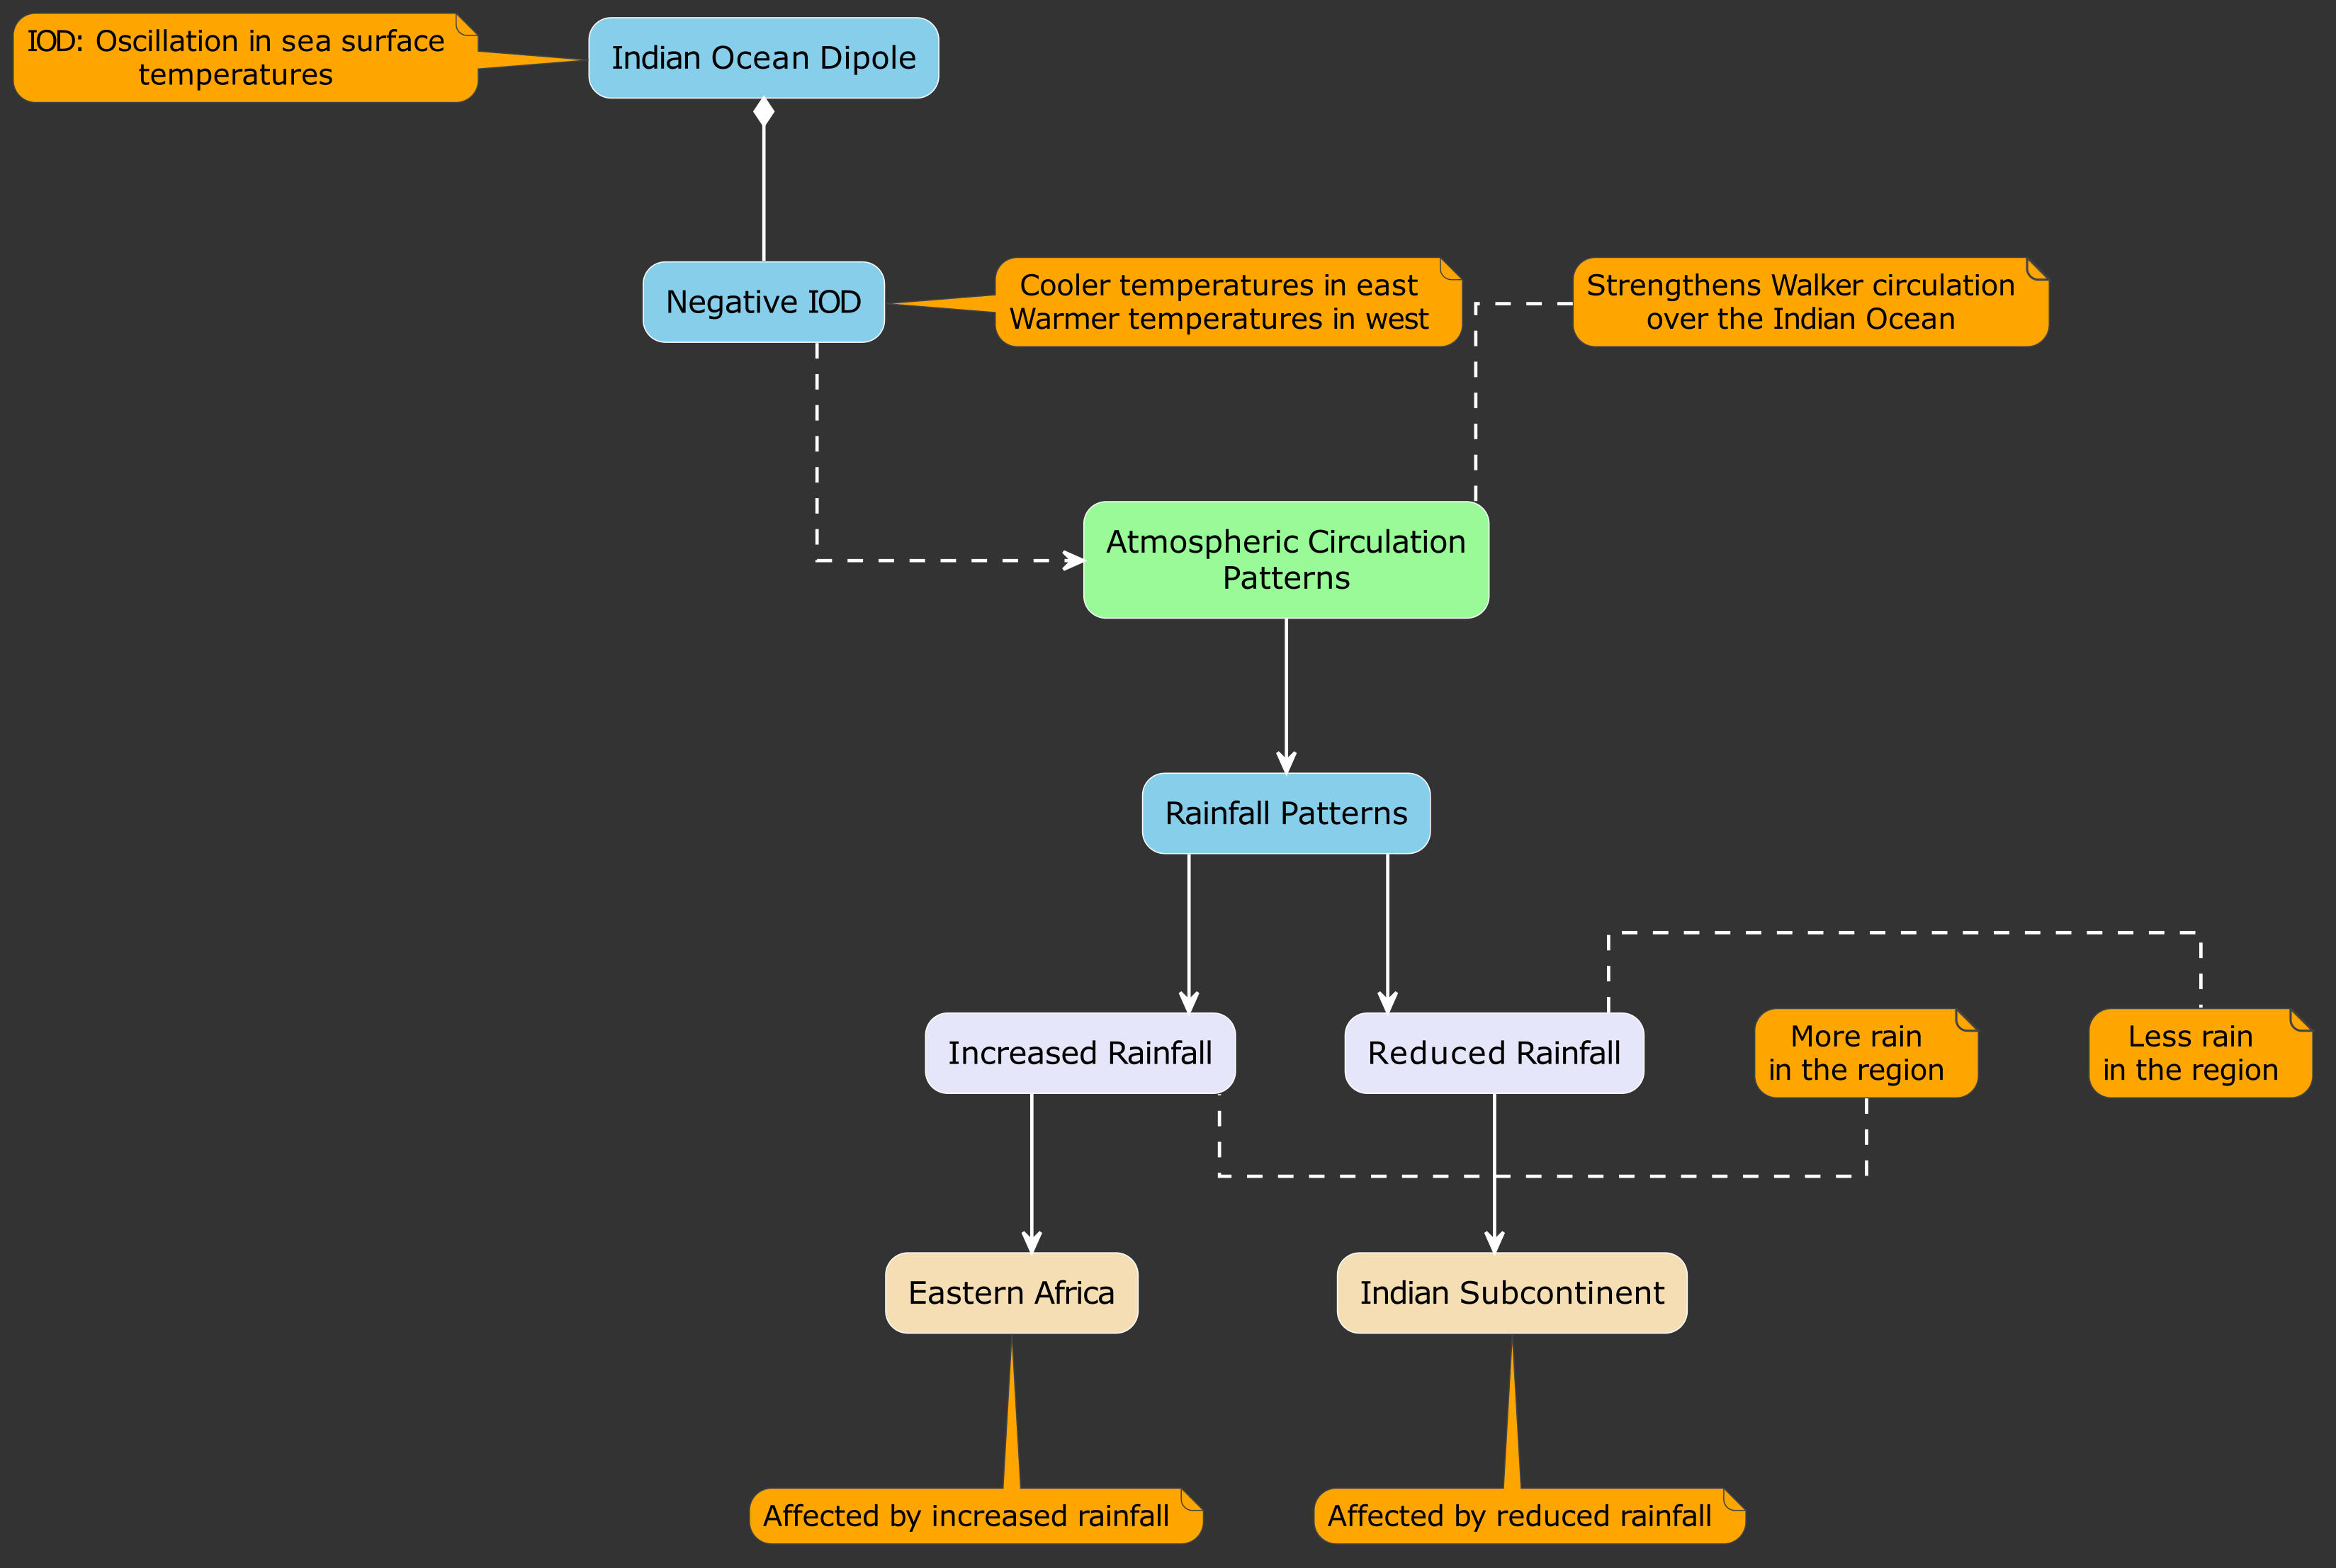 IOD: Oscillation in sea surface
temperatures
Indian Ocean Dipole
Negative IOD
Cooler temperatures in east
Warmer temperatures in west
Strengthens Walker circulation
over the Indian Ocean
Atmospheric Circulation
Patterns
Rainfall Patterns
Increased Rainfall
Reduced Rainfall
More rain
in the region
Less rain
in the region
Eastern Africa
Indian Subcontinent
Affected by increased rainfall
Affected by reduced rainfall